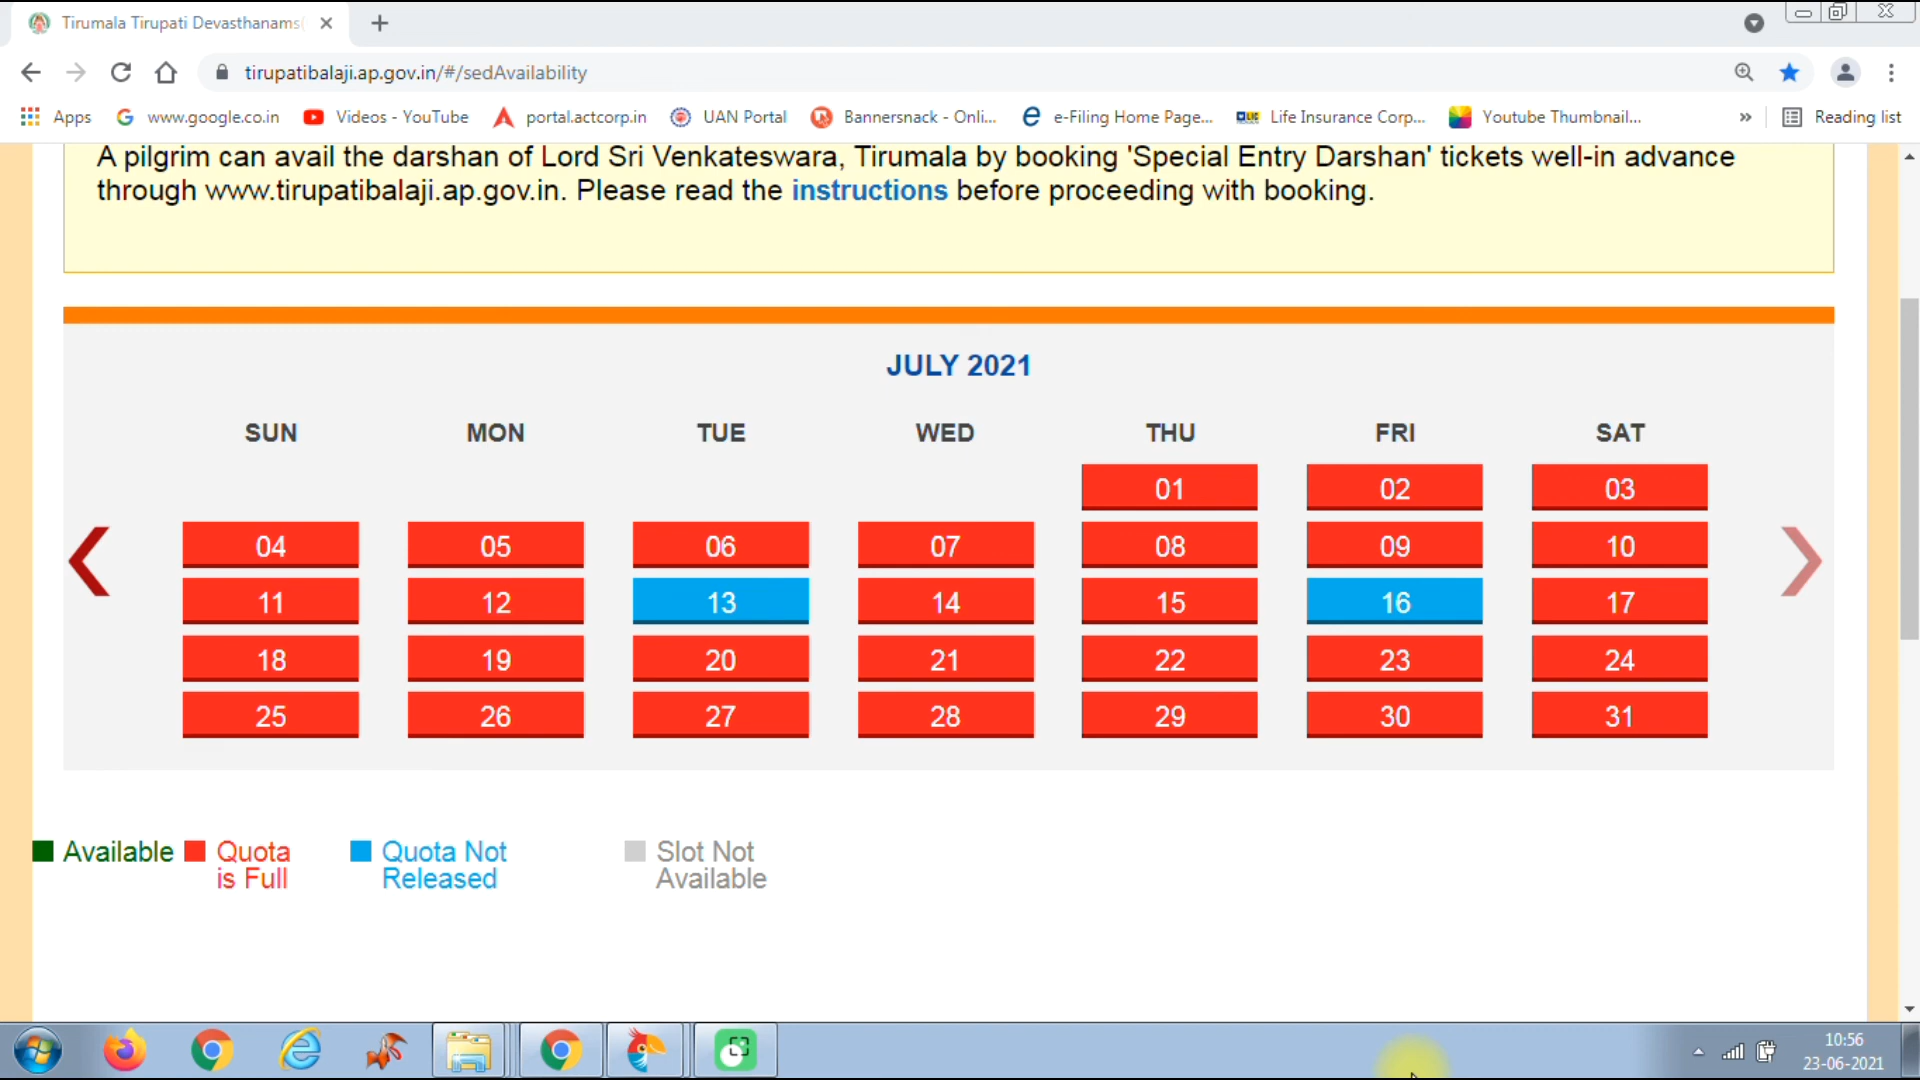 Tirumala Tirupati Devasthanams(
tirupatibalaji.ap.gov.in/#/sedAvailability
Apps www.google.co.in Videos - YouTube portal.actcorp.in UAN Portal Bannersnack - Onli... e-Filing Home Page... Life Insurance Corp... Youtube Thumbnail... » Reading list
A pilgrim can avail the darshan of Lord Sri Venkateswara, Tirumala by booking 'Special Entry Darshan' tickets well-in advance
through www.tirupatibalaji.ap.gov.in. Please read the instructions before proceeding with booking.
JULY 2021
SUN MON TUE WED THU FRI SAT
01 02 03
04 05 06 07 08 09 10
11 12 13 14 15 16 17
18 19 20 21 22 23 24
25 26 27 28 29 30 31
Available Quota Quota Not Slot Not
is Full Released Available
10:56
23-06-2021